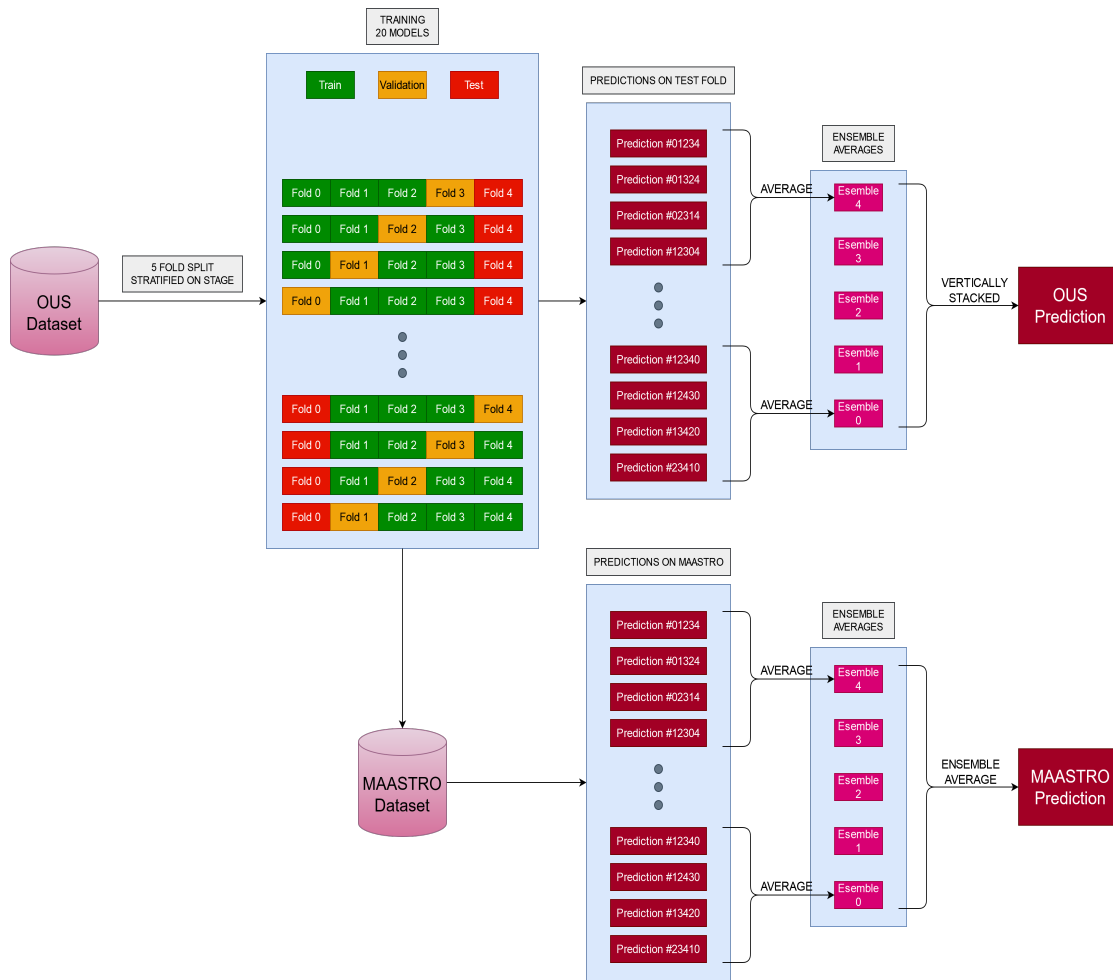 TRAINING
20 MODELS
Train
Validation
Test
Fold 0 Fold 1 Fold 2 Fold 3 Fold 4
Fold 0 Fold 1 Fold 2 Fold 3 Fold 4
Fold 0 Fold 1 Fold 2 Fold 3 Fold 4
Fold 0 Fold 1 Fold 2 Fold 3 Fold 4
Fold 0 Fold 1 Fold 2 Fold 3 Fold 4
Fold 0 Fold 1 Fold 2 Fold 3 Fold 4
Fold 0 Fold 1 Fold 2 Fold 3 Fold 4
Fold 0 Fold 1 Fold 2 Fold 3 Fold 4
OUS
Dataset
5 FOLD SPLIT
STRATIFIED ON STAGE
PREDICTIONS ON TEST FOLD
Prediction #01234
Prediction #01324
Prediction #02314
Prediction #12304
Prediction #12340
Prediction #12430
Prediction #13420
Prediction #23410
AVERAGE
AVERAGE
ENSEMBLE
AVERAGES
Esemble
4
Esemble
3
Esemble
2
Esemble
1
Esemble
0
VERTICALLY
STACKED
OUS
Prediction
MAASTRO
Dataset
PREDICTIONS ON MAASTRO
Prediction #01234
Prediction #01324
Prediction #02314
Prediction #12304
Prediction #12340
Prediction #12430
Prediction #13420
Prediction #23410
AVERAGE
AVERAGE
ENSEMBLE
AVERAGES
Esemble
4
Esemble
3
Esemble
2
Esemble
1
Esemble
0
ENSEMBLE
AVERAGE
MAASTRO
Prediction